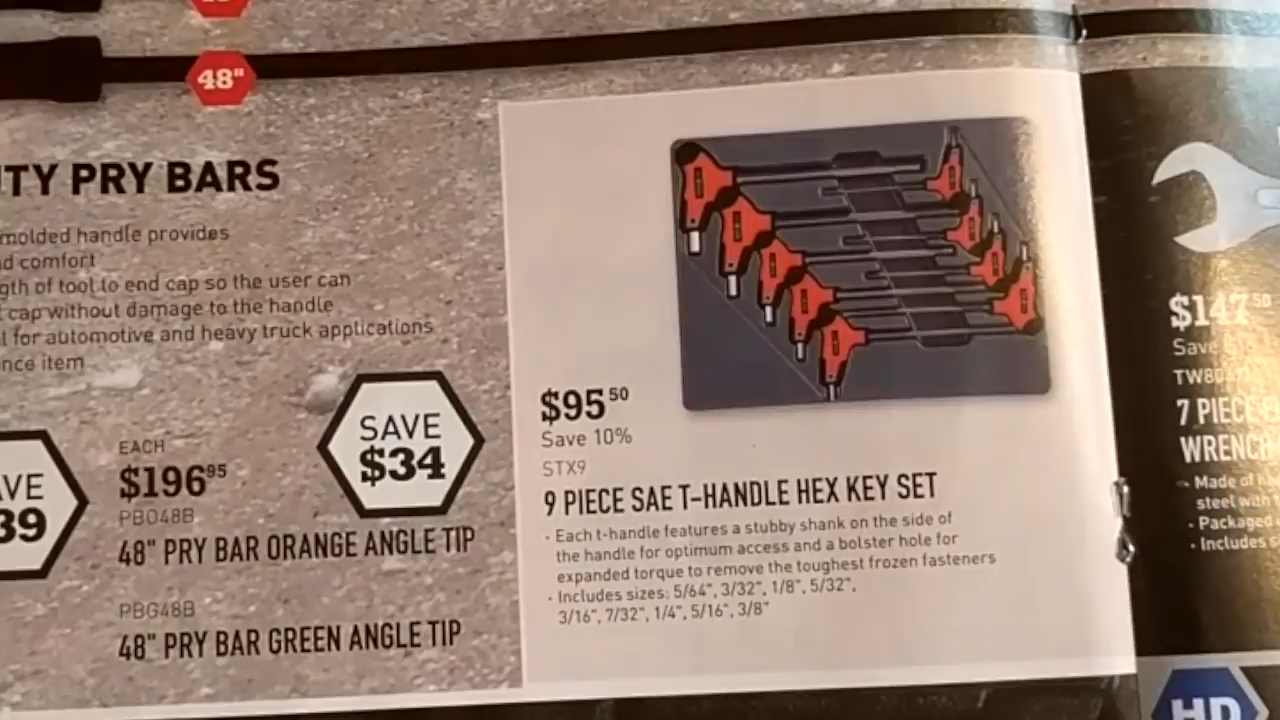 48"
TY PRY BARS
molded handle provides
d comfort
gth of tool to end cap so the user can
cap without damage to the handle
l for automotive and heavy truck applications
nce item
VE
39
EACH
$196 95
PBO48B
48" PRY BAR ORANGE ANGLE TIP
SAVE
$34
PBG48B
48" PRY BAR GREEN ANGLE TIP
$95 50
Save 10%
STX9
9 PIECE SAE T-HANDLE HEX KEY SET
- Each t-handle features a stubby shank on the side of
the handle for optimum access and a bolster hole for
expanded torque to remove the toughest frozen fasteners
- Includes sizes: 5/64", 3/32", 1/8", 5/32",
3/16", 7/32", 1/4", 5/16", 3/8"
$147 50
Save
7 PIECE
WRENCH
- Made of
steel with
- Packaged
- Includes
HD